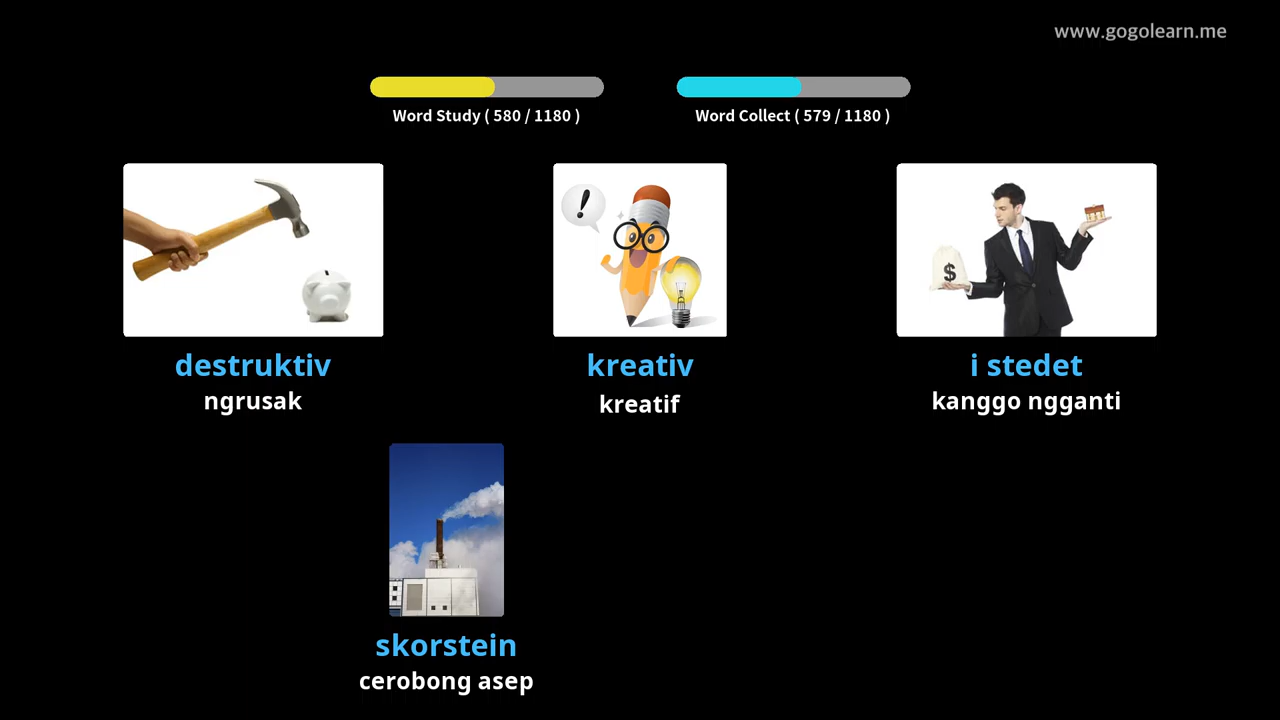 www.gogolearn.me
Word Study ( 580 / 1180 )
Word Collect ( 579 / 1180 )
!
$
destruktiv
kreativ
i stedet
ngrusak
kreatif
kanggo ngganti
skorstein
cerobong asep